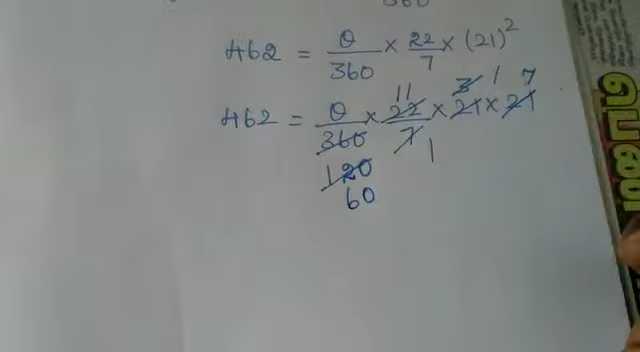 360
462 = θ/360 × 22/7 × (21)²
11 3 1 7
462 = θ/360 × 22/7 × 21 × 21
120 1
60
பெண்